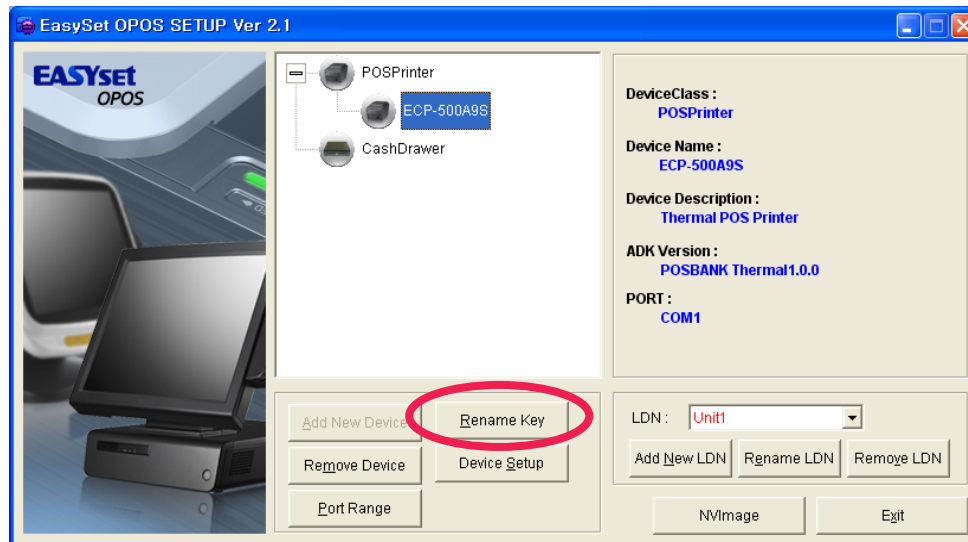 EasySet OPOS SETUP Ver 2.1
EASYset
OPOS
POSPrinter
ECP-500A9S
CashDrawer
DeviceClass :
POSPrinter
Device Name :
ECP-500A9S
Device Description :
Thermal POS Printer
ADK Version :
POSBANK Thermal1.0.0
PORT :
COM1
Add New Device
Rename Key
Remove Device
Device Setup
Port Range
LDN :
Unit1
Add New LDN
Rename LDN
Remove LDN
NVImage
Exit